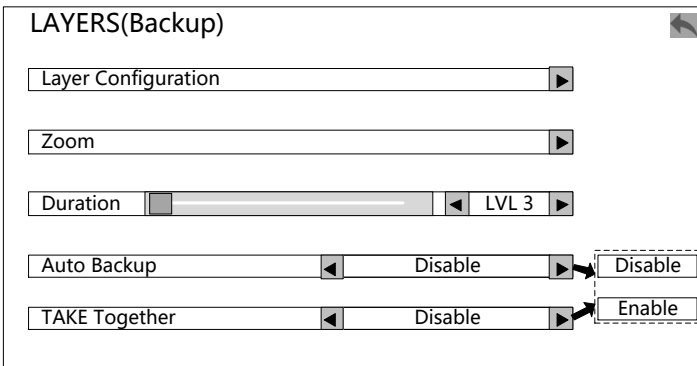 LAYERS(Backup)
Layer Configuration
Zoom
Duration LVL 3
Auto Backup Disable Disable
TAKE Together Disable Enable